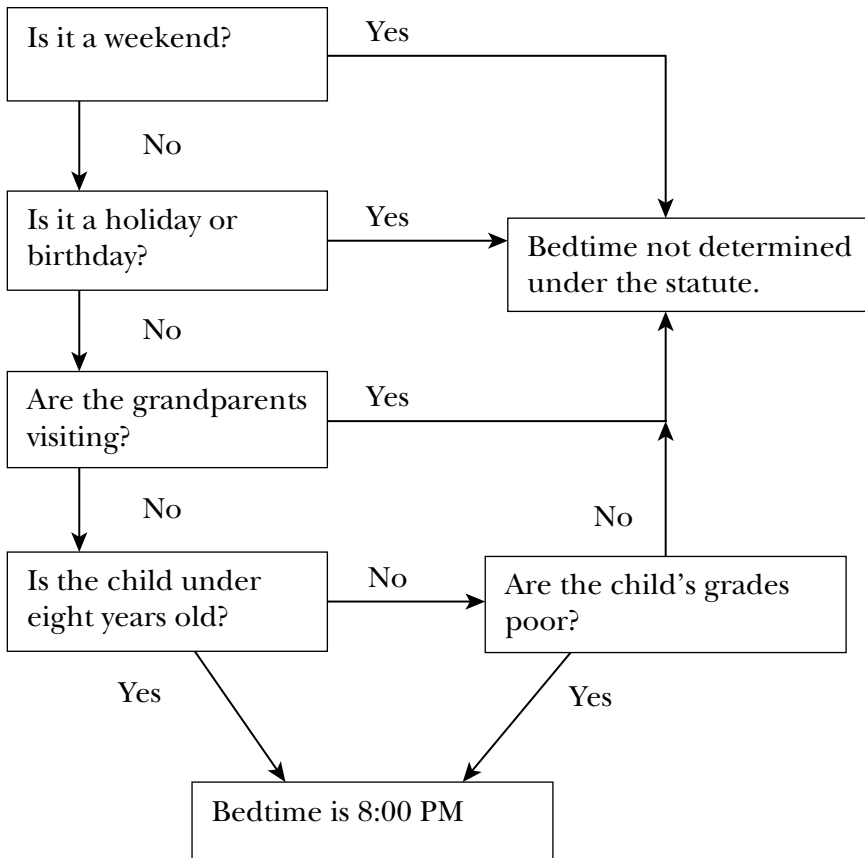 Is it a weekend?
Yes
No
Is it a holiday or
birthday?
Yes
Bedtime not determined
under the statute.
No
Are the grandparents
visiting?
Yes
No
No
Is the child under
eight years old?
No
Are the child’s grades
poor?
Yes
Yes
Bedtime is 8:00 PM